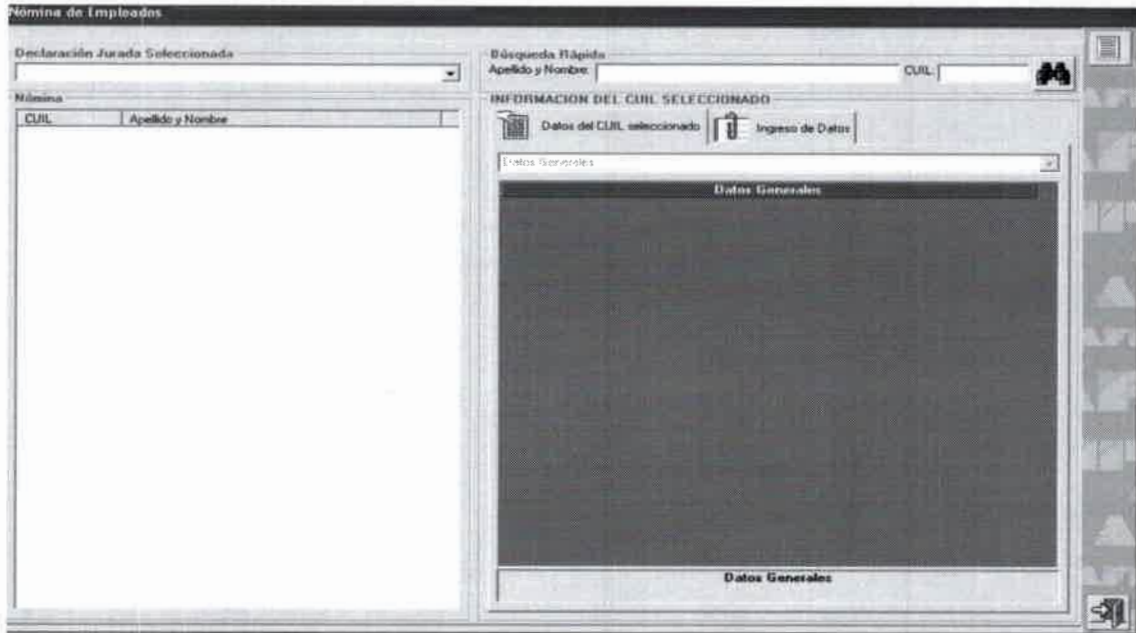 Nómina de Empleados
Declaración Jurada Seleccionada
Búsqueda Rápida
Apellido y Nombre:
CUIL:
Nómina
CUIL
Apellido y Nombre
INFORMACION DEL CUIL SELECCIONADO
Datos del CUIL seleccionado
Ingreso de Datos
Datos Generales
Datos Generales
Datos Generales